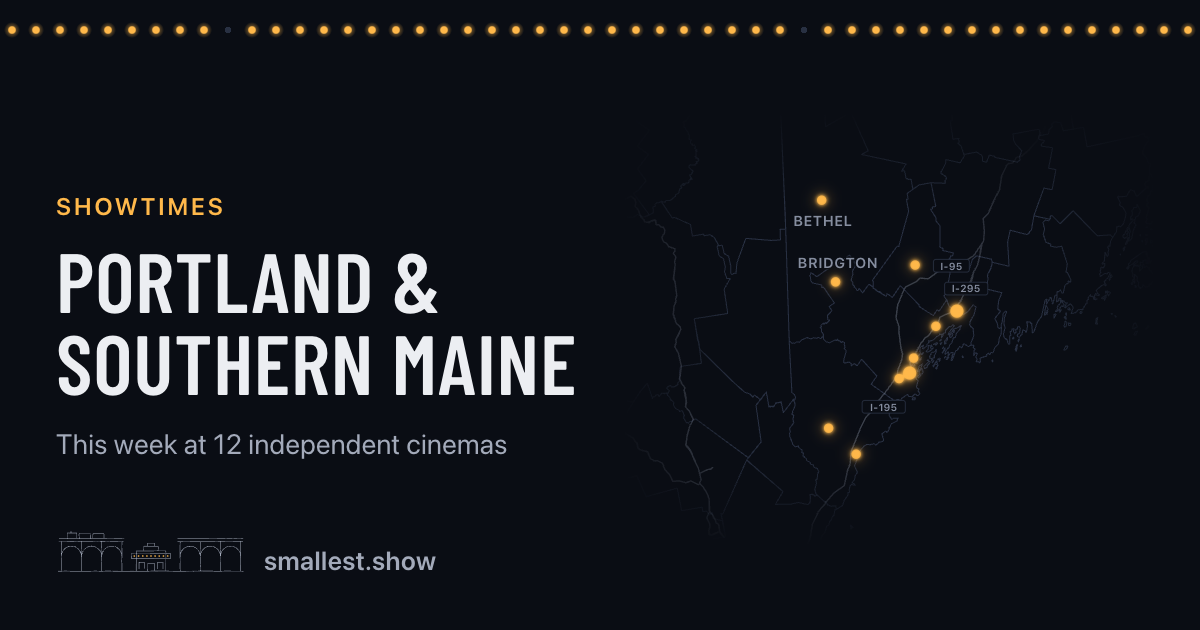 SHOWTIMES
PORTLAND &
SOUTHERN MAINE
This week at 12 independent cinemas
smallest.show
BETHEL
BRIDGTON
I-95
I-295
I-195